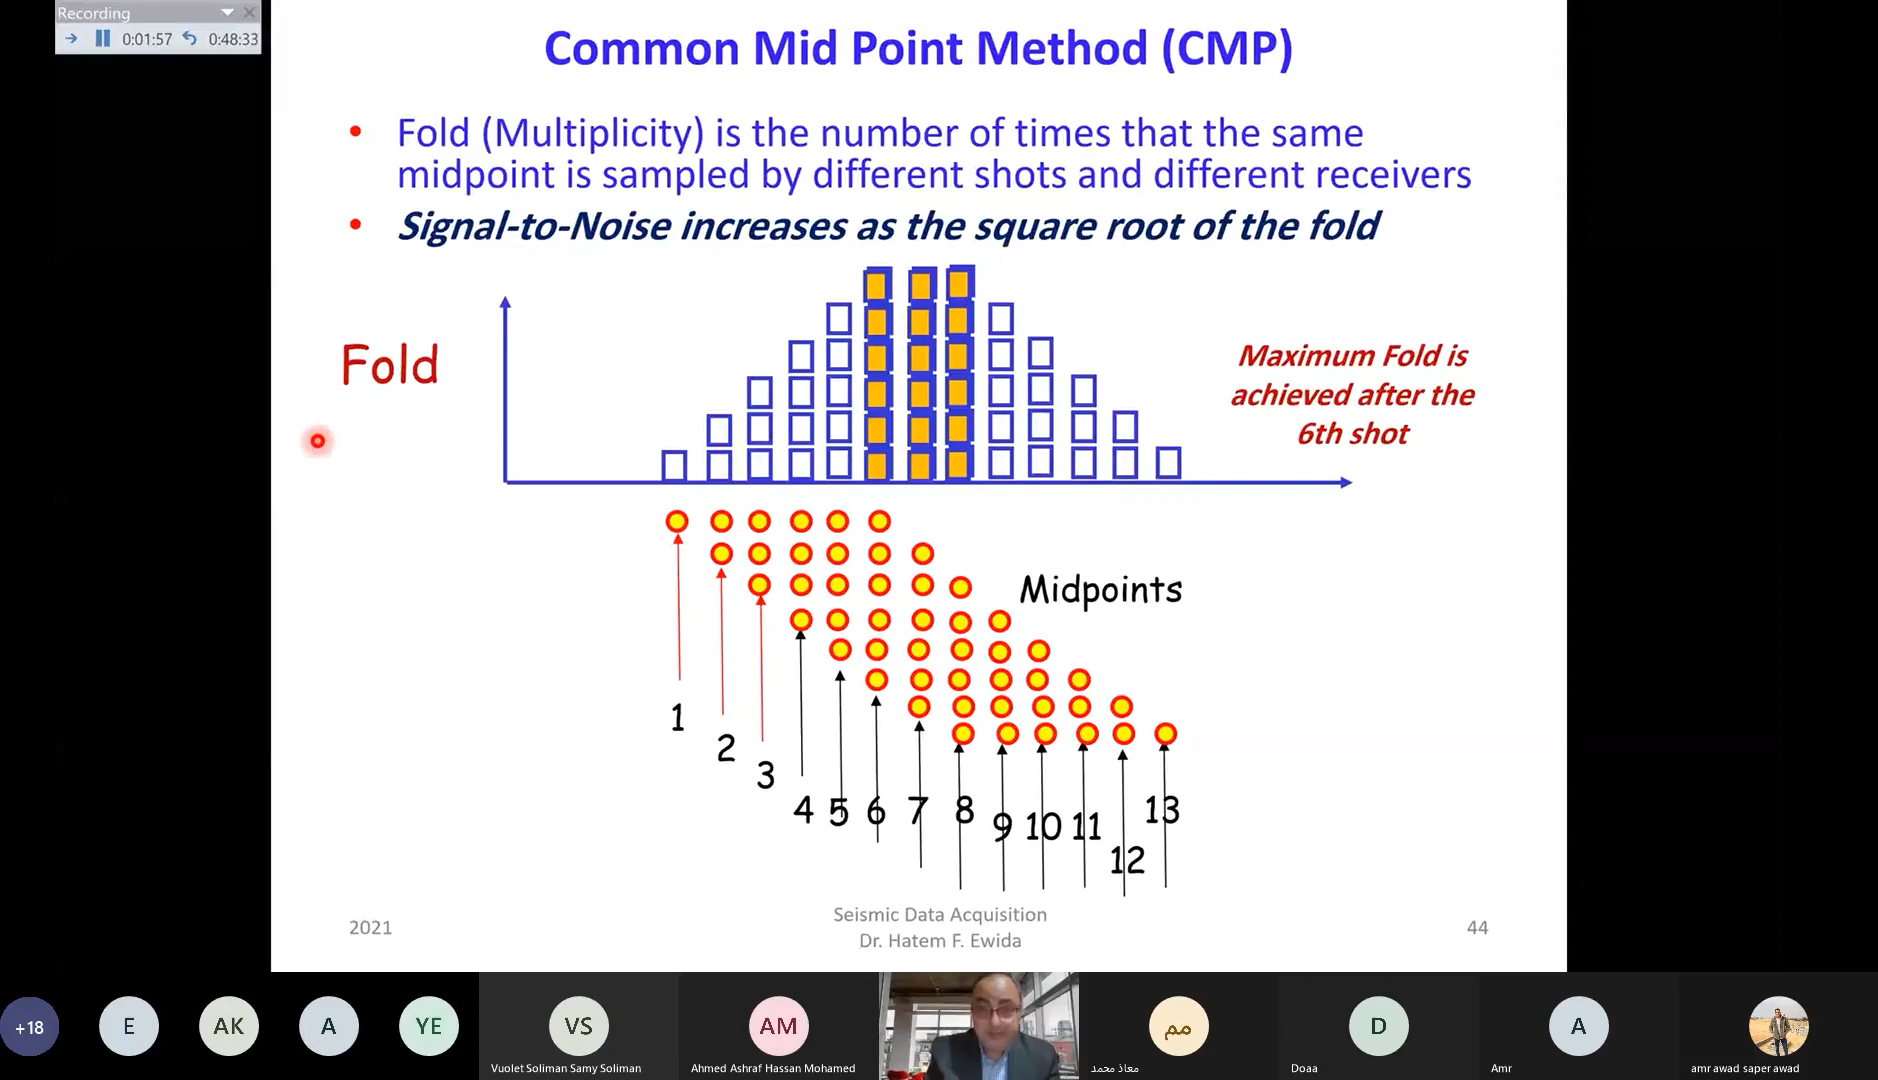 Recording
0:01:57 0:48:33
Common Mid Point Method (CMP)
• Fold (Multiplicity) is the number of times that the same
midpoint is sampled by different shots and different receivers
• Signal-to-Noise increases as the square root of the fold
Fold
Maximum Fold is
achieved after the
6th shot
Midpoints
1
2
3
4 5 6 7 8 9 10 11 12 13
2021
Seismic Data Acquisition
Dr. Hatem F. Ewida
44
+18 E AK A YE VS AM مم D A
Vuolet Soliman Samy Soliman Ahmed Ashraf Hassan Mohamed معاذ محمد Doaa Amr amr awad saper awad